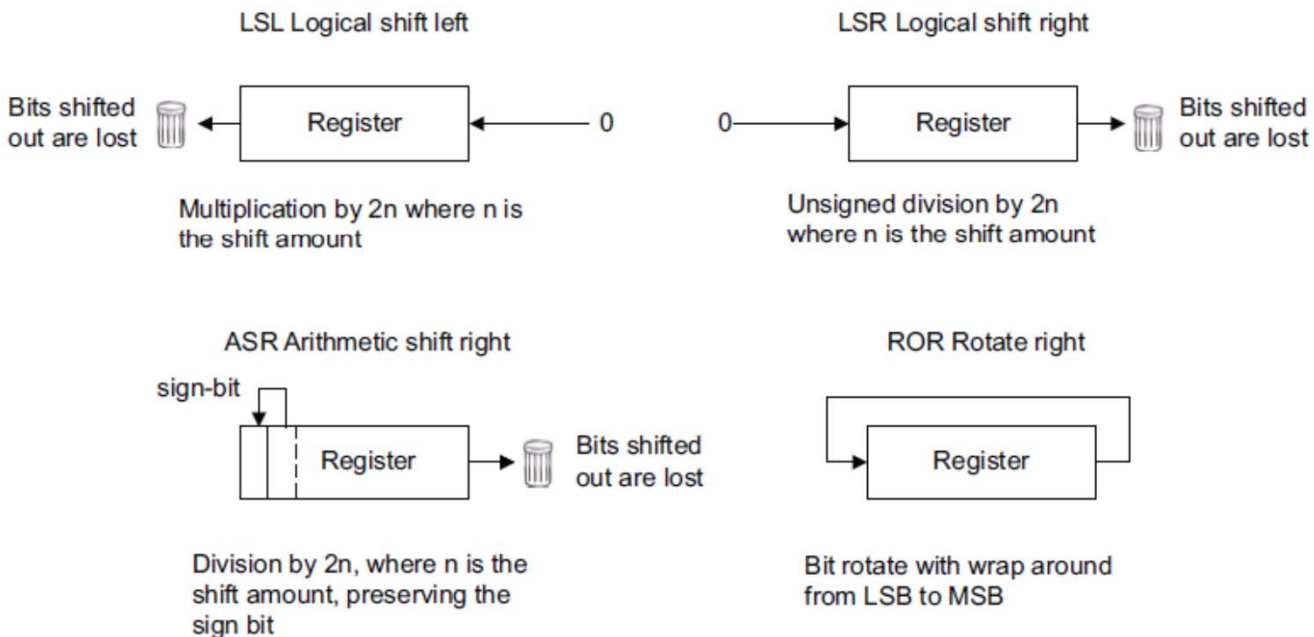 LSL Logical shift left
Bits shifted
out are lost
Register
0
Multiplication by 2n where n is
the shift amount
LSR Logical shift right
0
Register
Bits shifted
out are lost
Unsigned division by 2n
where n is the shift amount
ASR Arithmetic shift right
sign-bit
Register
Bits shifted
out are lost
Division by 2n, where n is the
shift amount, preserving the
sign bit
ROR Rotate right
Register
Bit rotate with wrap around
from LSB to MSB